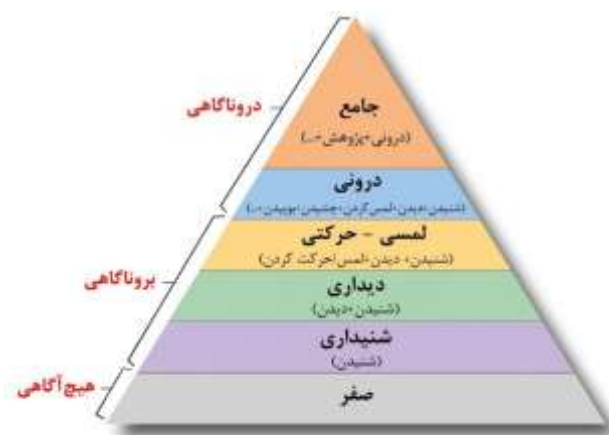 دروناگاهی
جامع
(درونی+پژوهش+...)
درونی
(شنیدن+دیدن+لمس کردن+چشیدن+بوییدن+...)
بروناگاهی
لمسی - حرکتی
(شنیدن+ دیدن+لمس/حرکت کردن)
دیداری
(شنیدن+دیدن)
شنیداری
(شنیدن)
هیچ آگاهی
صفر